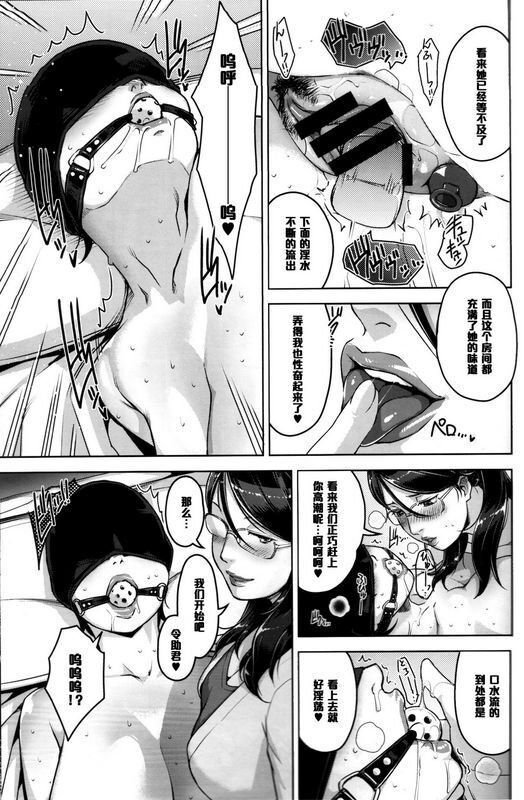 看来她
已经等
不及了
下面的淫水
不断的流出
呜呼
呜♥
而且这个房间都
充满了她的味道
弄得我也性奋起来了♥
ペロ…
看来我们正巧赶上
你高潮呢…呵呵呵♥
口水流的
到处都是
看上去就
好淫荡♥
那么…
我们开始吧
令助君♥
呜呜呜!?